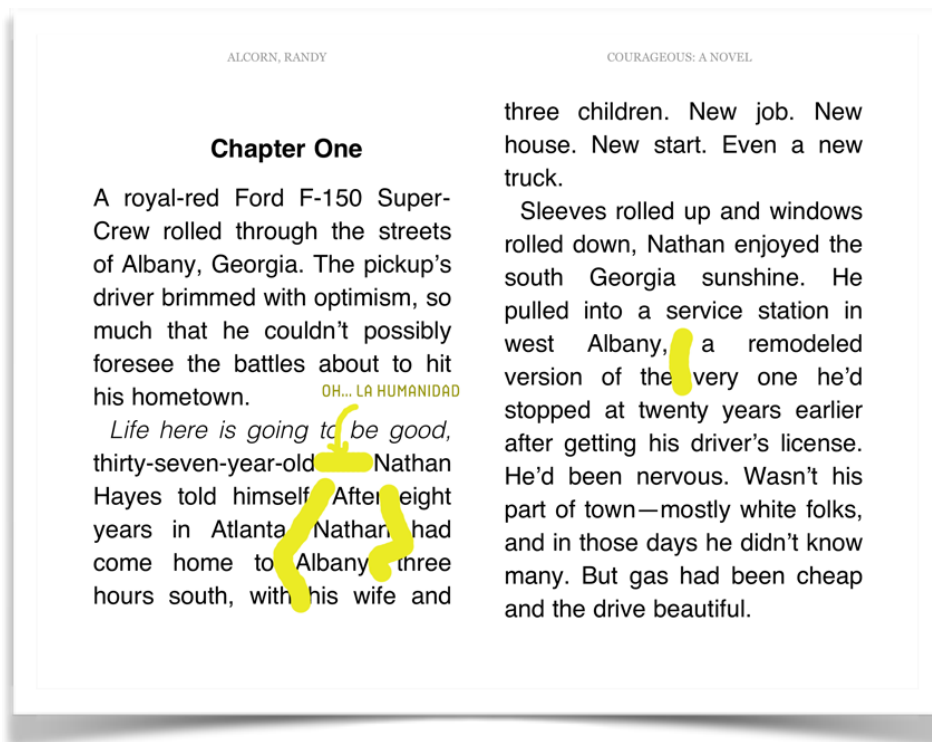 ALCORN, RANDY
Chapter One
A royal-red Ford F-150 Super-
Crew rolled through the streets
of Albany, Georgia. The pickup's
driver brimmed with optimism, so
much that he couldn't possibly
foresee the battles about to hit
his hometown.
OH... LA HUMANIDAD
Life here is going to be good,
thirty-seven-year-old Nathan
Hayes told himself. After eight
years in Atlanta, Nathan had
come home to Albany, three
hours south, with his wife and
COURAGEOUS: A NOVEL
three children. New job. New
house. New start. Even a new
truck.
Sleeves rolled up and windows
rolled down, Nathan enjoyed the
south Georgia sunshine. He
pulled into a service station in
west Albany, a remodeled
version of the very one he'd
stopped at twenty years earlier
after getting his driver's license.
He'd been nervous. Wasn't his
part of town—mostly white folks,
and in those days he didn't know
many. But gas had been cheap
and the drive beautiful.